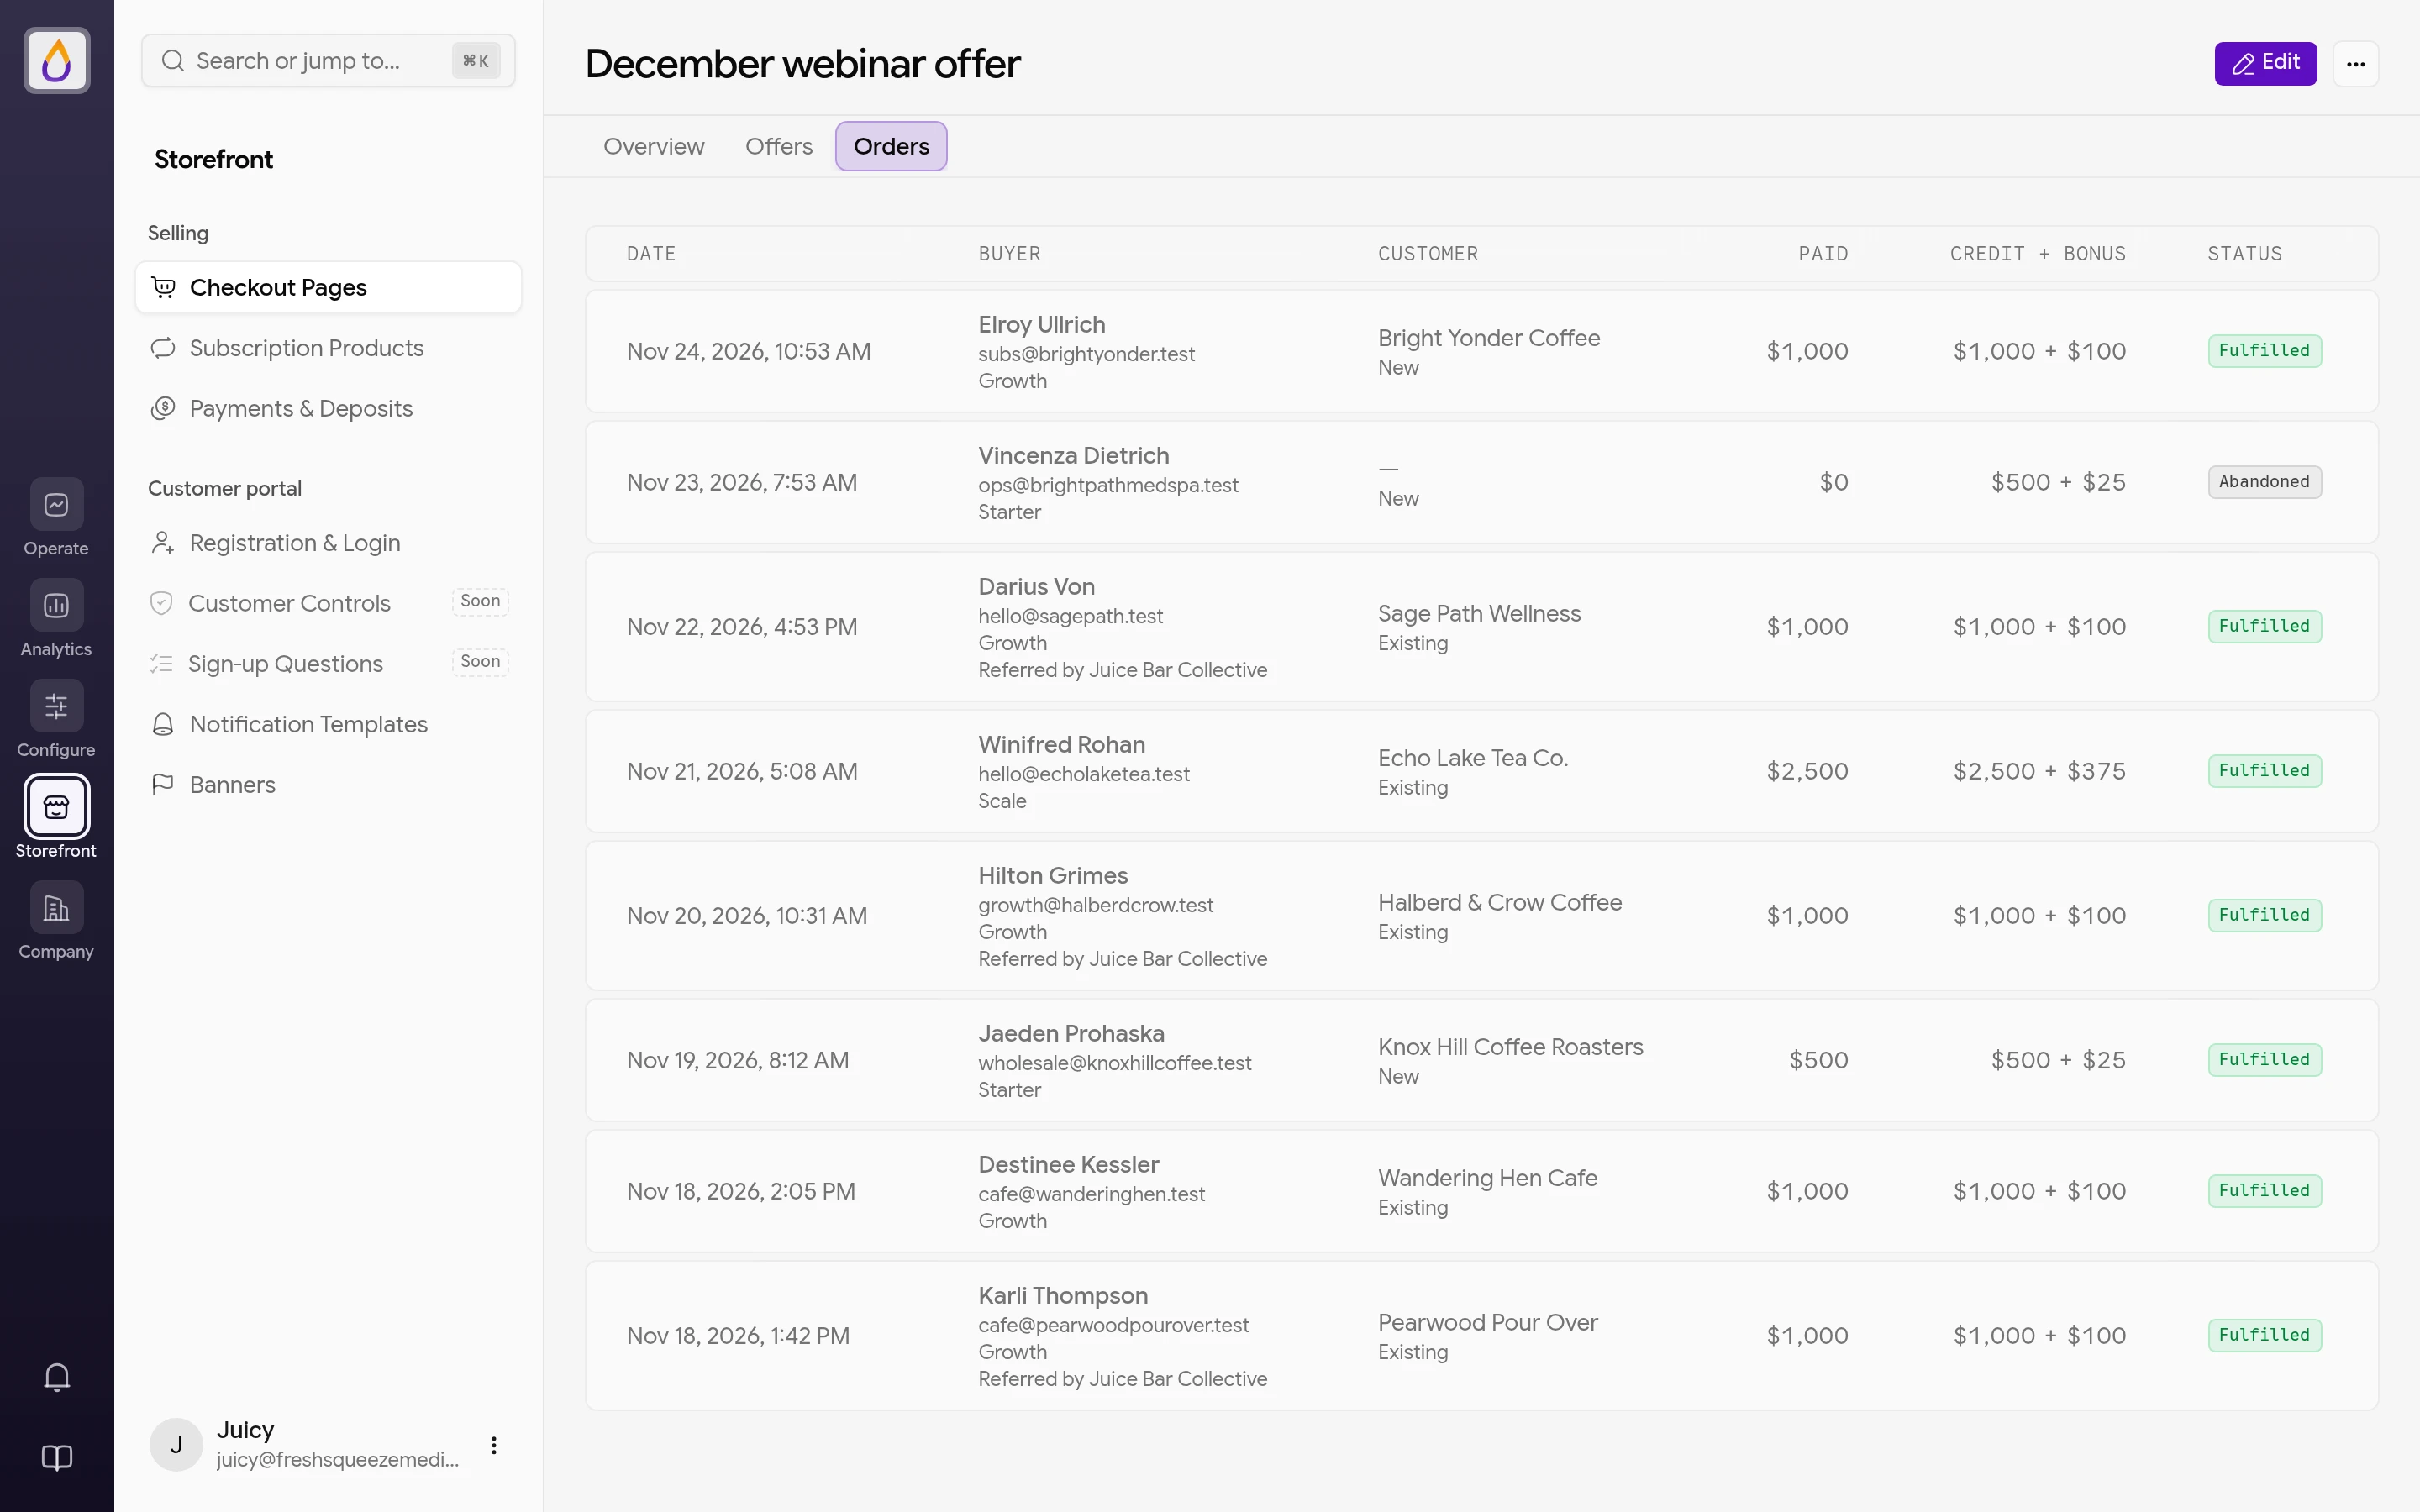 Search or jump to...
⌘K
Storefront
Selling
Checkout Pages
Subscription Products
Payments & Deposits
Customer portal
Registration & Login
Customer Controls
Soon
Sign-up Questions
Soon
Notification Templates
Banners
Operate
Analytics
Configure
Storefront
Company
J
Juicy
juicy@freshsqueezemedi...
December webinar offer
Edit
Overview
Offers
Orders
DATE
BUYER
CUSTOMER
PAID
CREDIT + BONUS
STATUS
Nov 24, 2026, 10:53 AM
Elroy Ullrich
subs@brightyonder.test
Growth
Bright Yonder Coffee
New
$1,000
$1,000 + $100
Fulfilled
Nov 23, 2026, 7:53 AM
Vincenza Dietrich
ops@brightpathmedspa.test
Starter
—
New
$0
$500 + $25
Abandoned
Nov 22, 2026, 4:53 PM
Darius Von
hello@sagepath.test
Growth
Referred by Juice Bar Collective
Sage Path Wellness
Existing
$1,000
$1,000 + $100
Fulfilled
Nov 21, 2026, 5:08 AM
Winifred Rohan
hello@echolaketea.test
Scale
Echo Lake Tea Co.
Existing
$2,500
$2,500 + $375
Fulfilled
Nov 20, 2026, 10:31 AM
Hilton Grimes
growth@halberdcrow.test
Growth
Referred by Juice Bar Collective
Halberd & Crow Coffee
Existing
$1,000
$1,000 + $100
Fulfilled
Nov 19, 2026, 8:12 AM
Jaeden Prohaska
wholesale@knoxhillcoffee.test
Starter
Knox Hill Coffee Roasters
New
$500
$500 + $25
Fulfilled
Nov 18, 2026, 2:05 PM
Destinee Kessler
cafe@wanderinghen.test
Growth
Wandering Hen Cafe
Existing
$1,000
$1,000 + $100
Fulfilled
Nov 18, 2026, 1:42 PM
Karli Thompson
cafe@pearwoodpourover.test
Growth
Referred by Juice Bar Collective
Pearwood Pour Over
Existing
$1,000
$1,000 + $100
Fulfilled